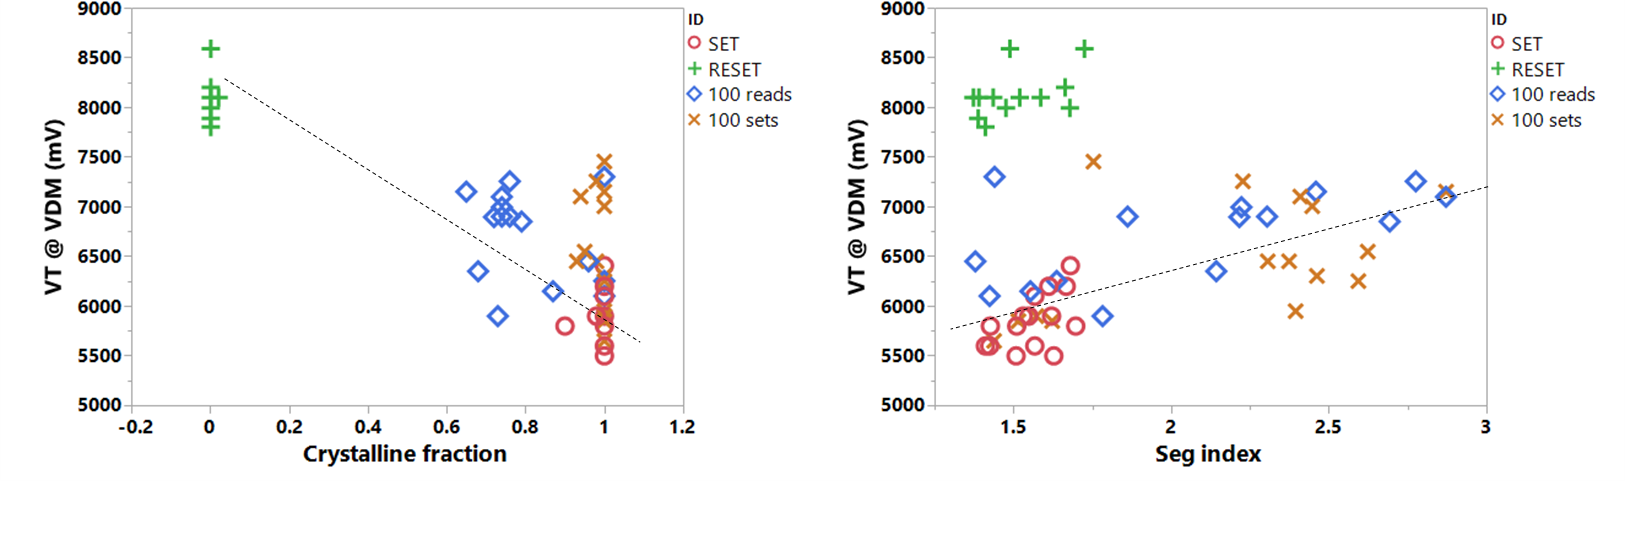 9000
8500
8000
7500
7000
6500
6000
5500
5000
VT @ VDM (mV)
-0.2 0 0.2 0.4 0.6 0.8 1 1.2
Crystalline fraction
ID
SET
RESET
100 reads
100 sets
9000
8500
8000
7500
7000
6500
6000
5500
5000
VT @ VDM (mV)
1.5 2 2.5 3
Seg index
ID
SET
RESET
100 reads
100 sets